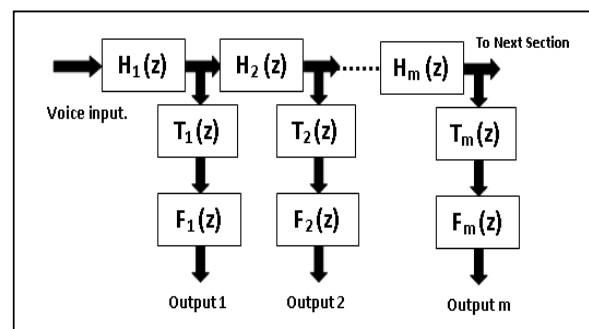 To Next Section
H₁(z) H₂(z) ...... Hₘ(z)
Voice input.
T₁(z) T₂(z) Tₘ(z)
F₁(z) F₂(z) Fₘ(z)
Output 1 Output 2 Output m